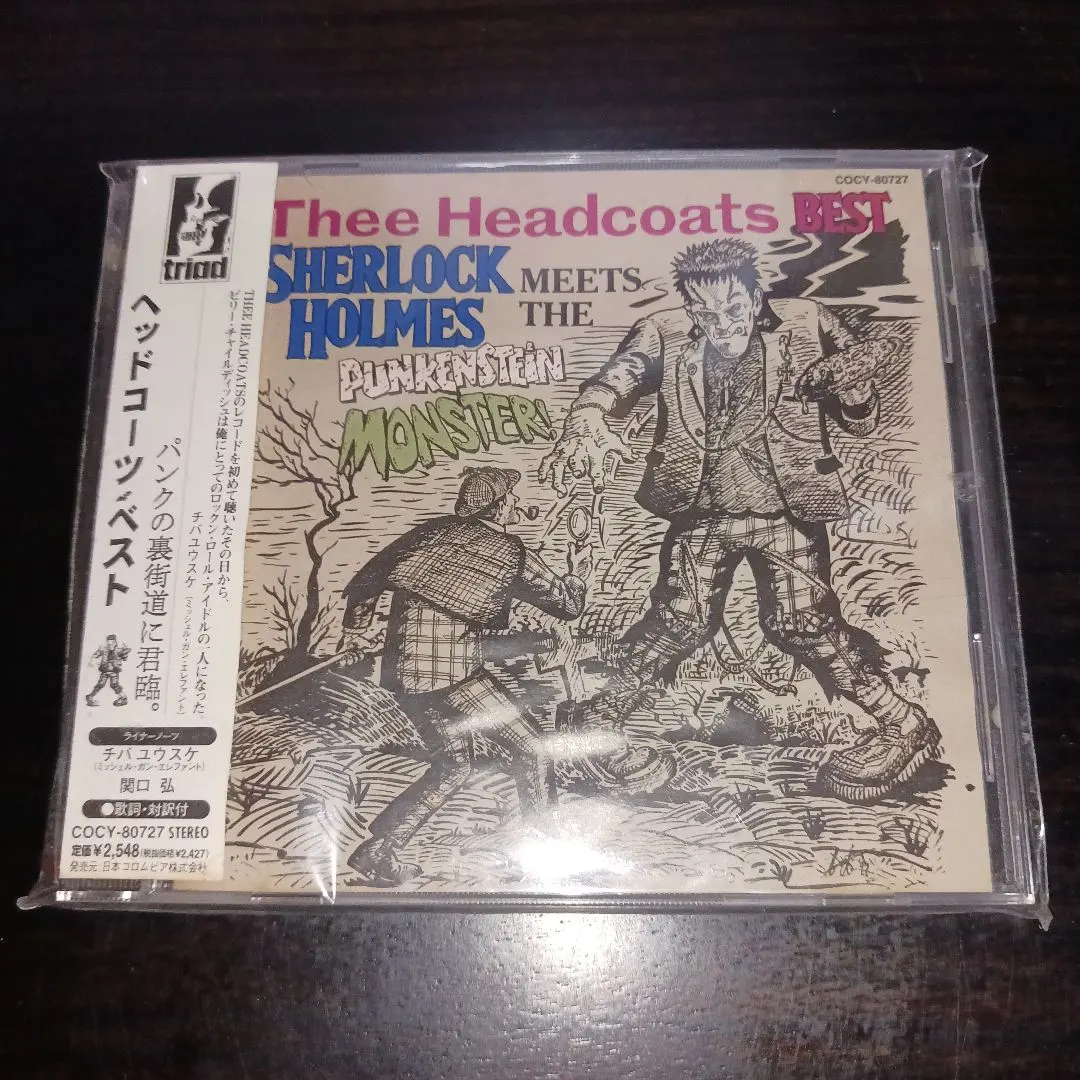 COCY-80727
Thee Headcoats BEST
SHERLOCK
HOLMES
MEETS
THE
PUNKENSTEIN
MONSTER!
triad
ヘッドコーツ・ベスト
パンクの裏街道に君臨。
THEE HEADCOATSのレコードを初めて聴いたその日から、
ビリー・チャイルディッシュは俺にとってのロックン・ロール・アイドルの一人になった。
チバユウスケ(ミッシェル・ガン・エレファント)
ライナーノーツ
チバ ユウスケ
(ミッシェル・ガン・エレファント)
関口 弘
●歌詞・対訳付
COCY-80727 STEREO
定価¥2,548(税抜価格¥2,427)
発売元 日本コロムビア株式会社